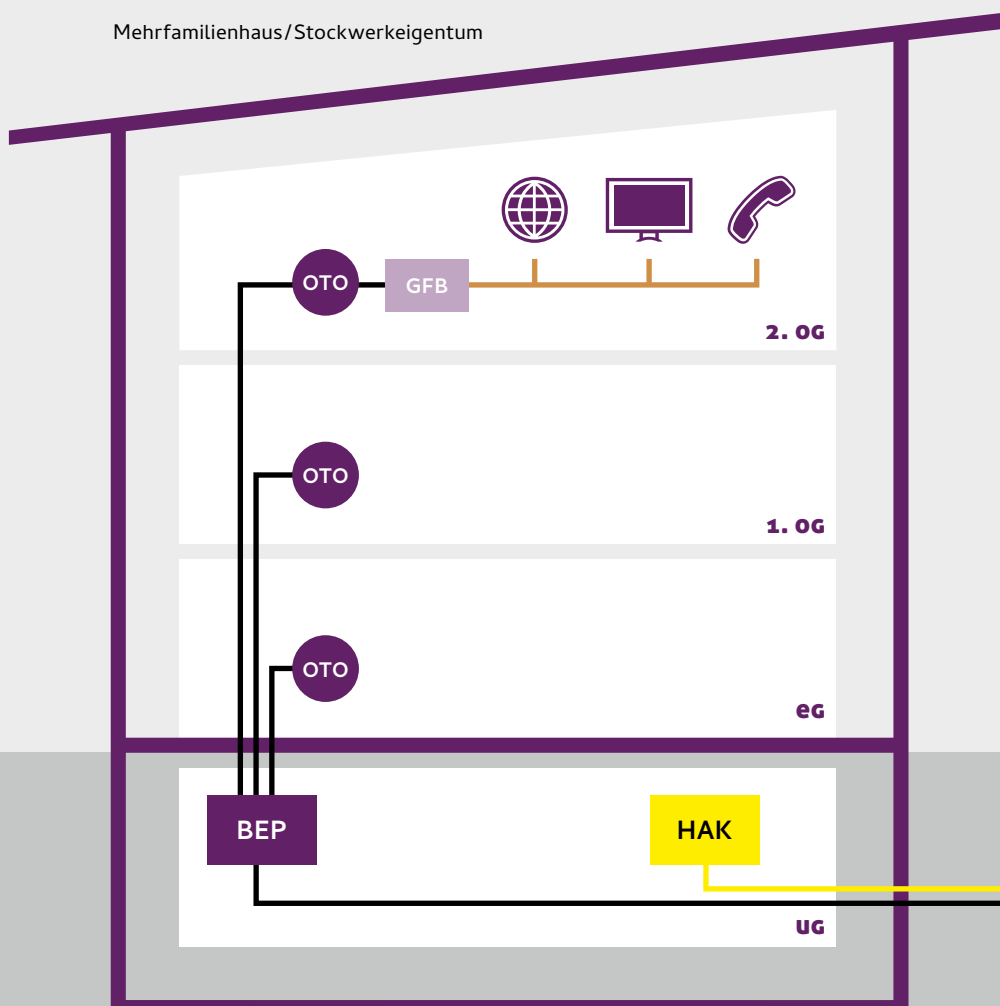 Mehrfamilienhaus/Stockwerkeigentum
OTO
GFB
2. OG
OTO
1. OG
OTO
eG
BEP
HAK
UG